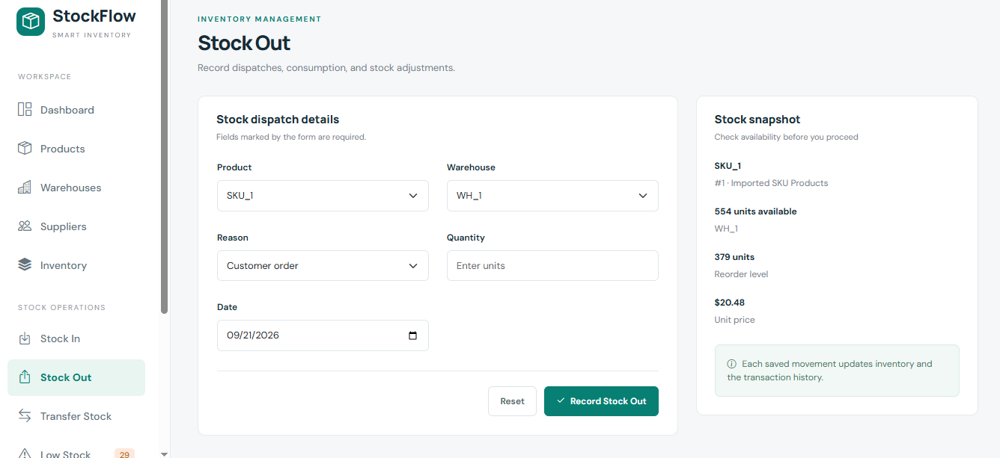 StockFlow
SMART INVENTORY
WORKSPACE
Dashboard
Products
Warehouses
Suppliers
Inventory
STOCK OPERATIONS
Stock In
Stock Out
Transfer Stock
Low Stock 29
INVENTORY MANAGEMENT
Stock Out
Record dispatches, consumption, and stock adjustments.
Stock dispatch details
Fields marked by the form are required.
Product
SKU_1
Warehouse
WH_1
Reason
Customer order
Quantity
Enter units
Date
09/21/2026
Reset
Record Stock Out
Stock snapshot
Check availability before you proceed
SKU_1
#1 · Imported SKU Products
554 units available
WH_1
379 units
Reorder level
$20.48
Unit price
Each saved movement updates inventory and
the transaction history.